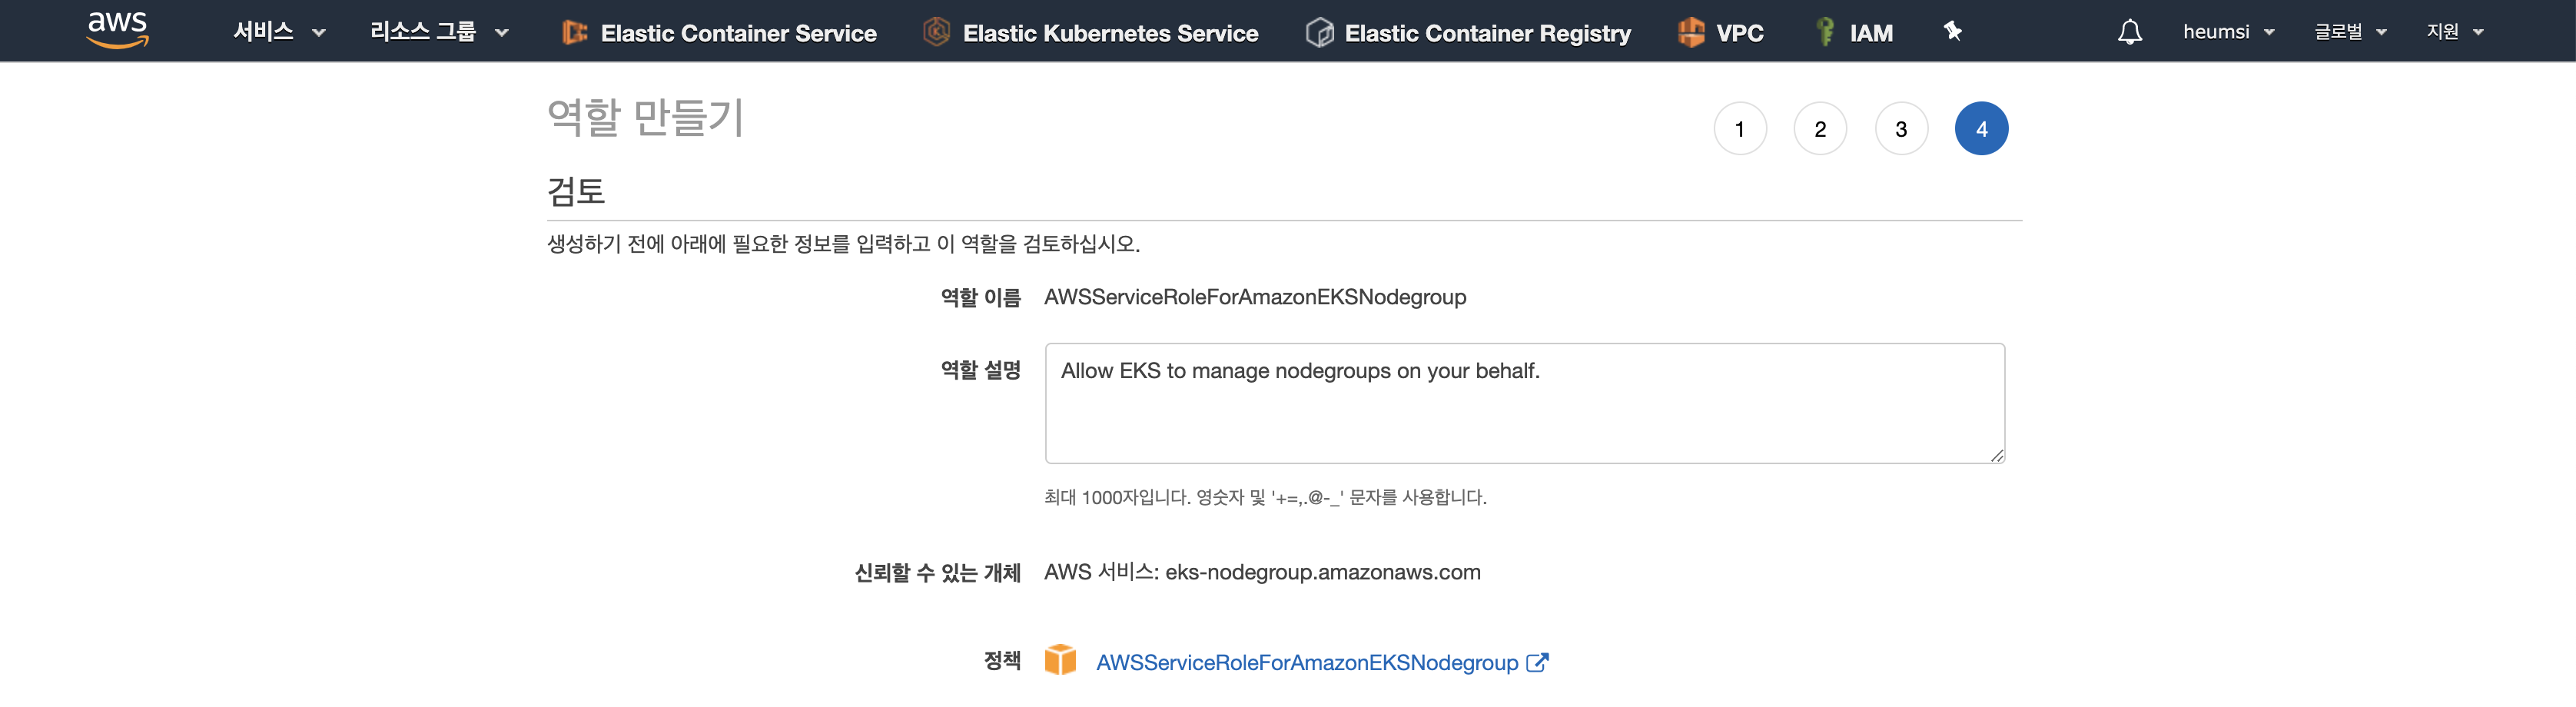 aws 서비스 리소스 그룹 Elastic Container Service Elastic Kubernetes Service Elastic Container Registry VPC IAM heumsi 글로벌 지원
역할 만들기
1 2 3 4
검토
생성하기 전에 아래에 필요한 정보를 입력하고 이 역할을 검토하십시오.
역할 이름 AWSServiceRoleForAmazonEKSNodegroup
역할 설명 Allow EKS to manage nodegroups on your behalf.
최대 1000자입니다. 영숫자 및 '+=,.@-_' 문자를 사용합니다.
신뢰할 수 있는 개체 AWS 서비스: eks-nodegroup.amazonaws.com
정책 AWSServiceRoleForAmazonEKSNodegroup